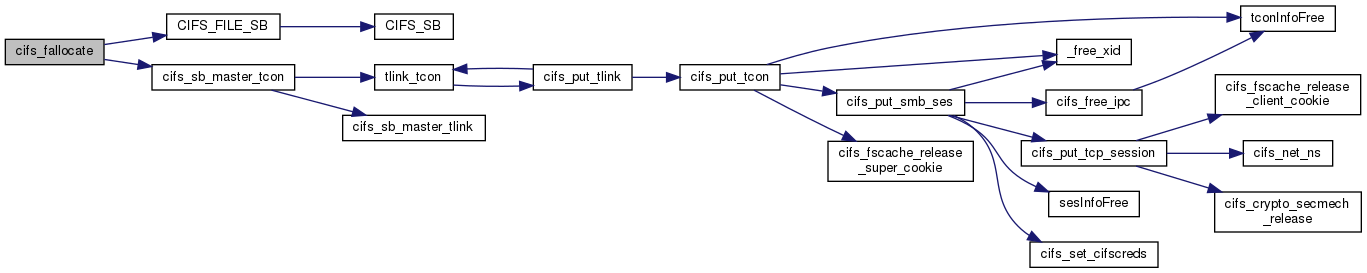 cifs_fallocate
CIFS_FILE_SB
CIFS_SB
cifs_sb_master_tcon
tlink_tcon
cifs_put_tlink
cifs_sb_master_tlink
cifs_put_tcon
tconInfoFree
_free_xid
cifs_put_smb_ses
cifs_free_ipc
cifs_fscache_release
_super_cookie
cifs_put_tcp_session
cifs_fscache_release
_client_cookie
cifs_net_ns
cifs_crypto_secmech
_release
sesInfoFree
cifs_set_cifscreds